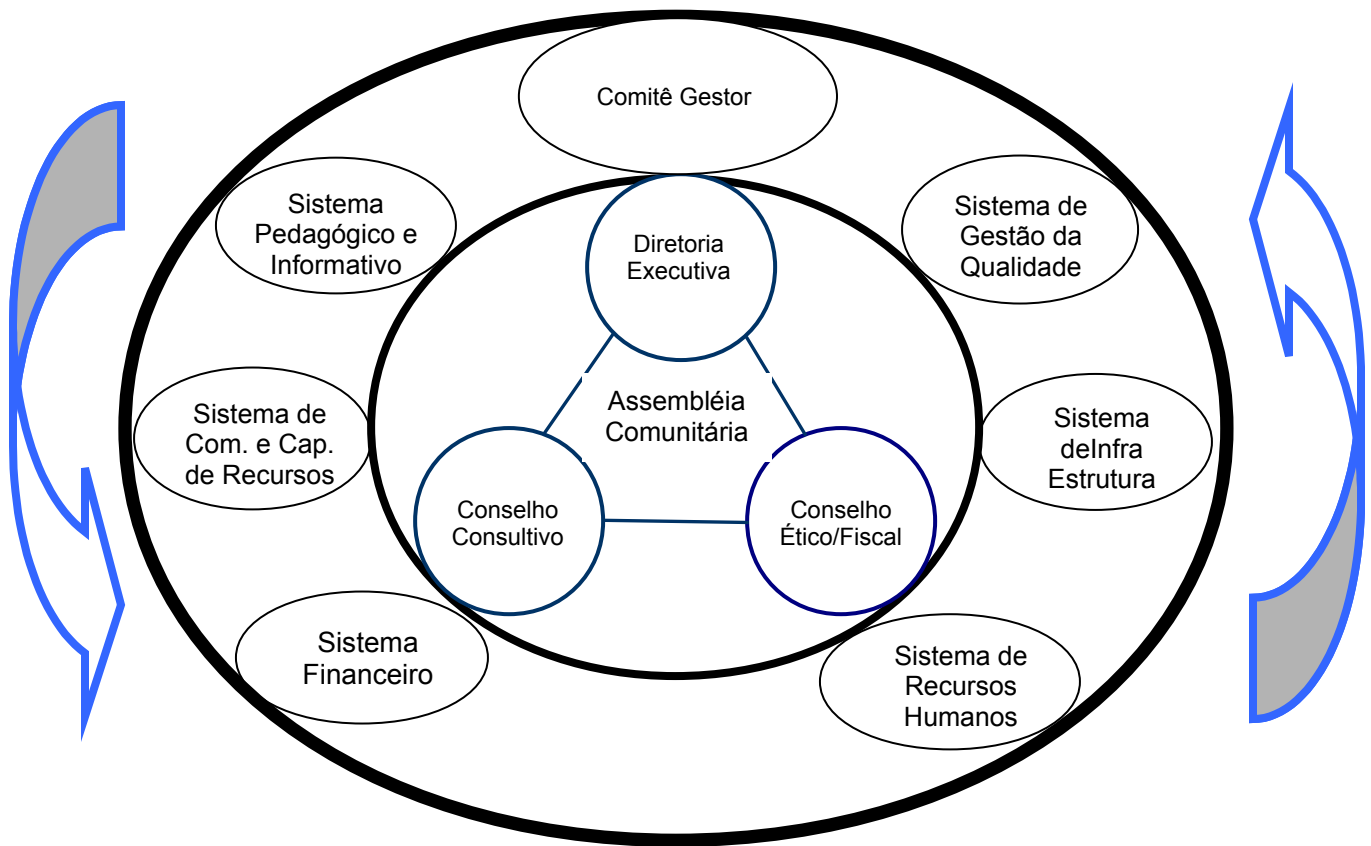 Comitê Gestor
Sistema
Pedagógico e
Informativo
Sistema de
Gestão da
Qualidade
Diretoria
Executiva
Assembléia
Comunitária
Sistema de
Com. e Cap.
de Recursos
Sistema
deInfra
Estrutura
Conselho
Consultivo
Conselho
Ético/Fiscal
Sistema
Financeiro
Sistema de
Recursos
Humanos